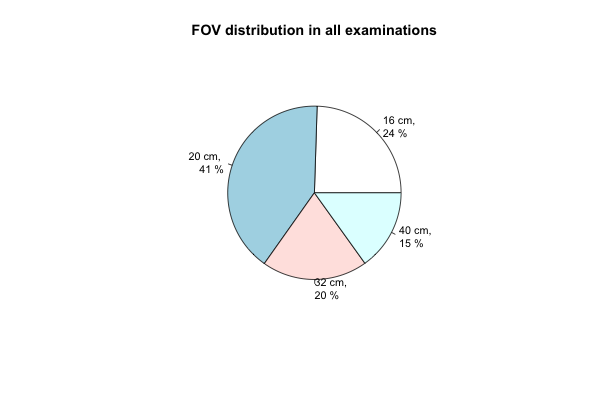 FOV distribution in all examinations
16 cm,
24 %
20 cm,
41 %
32 cm,
20 %
40 cm,
15 %